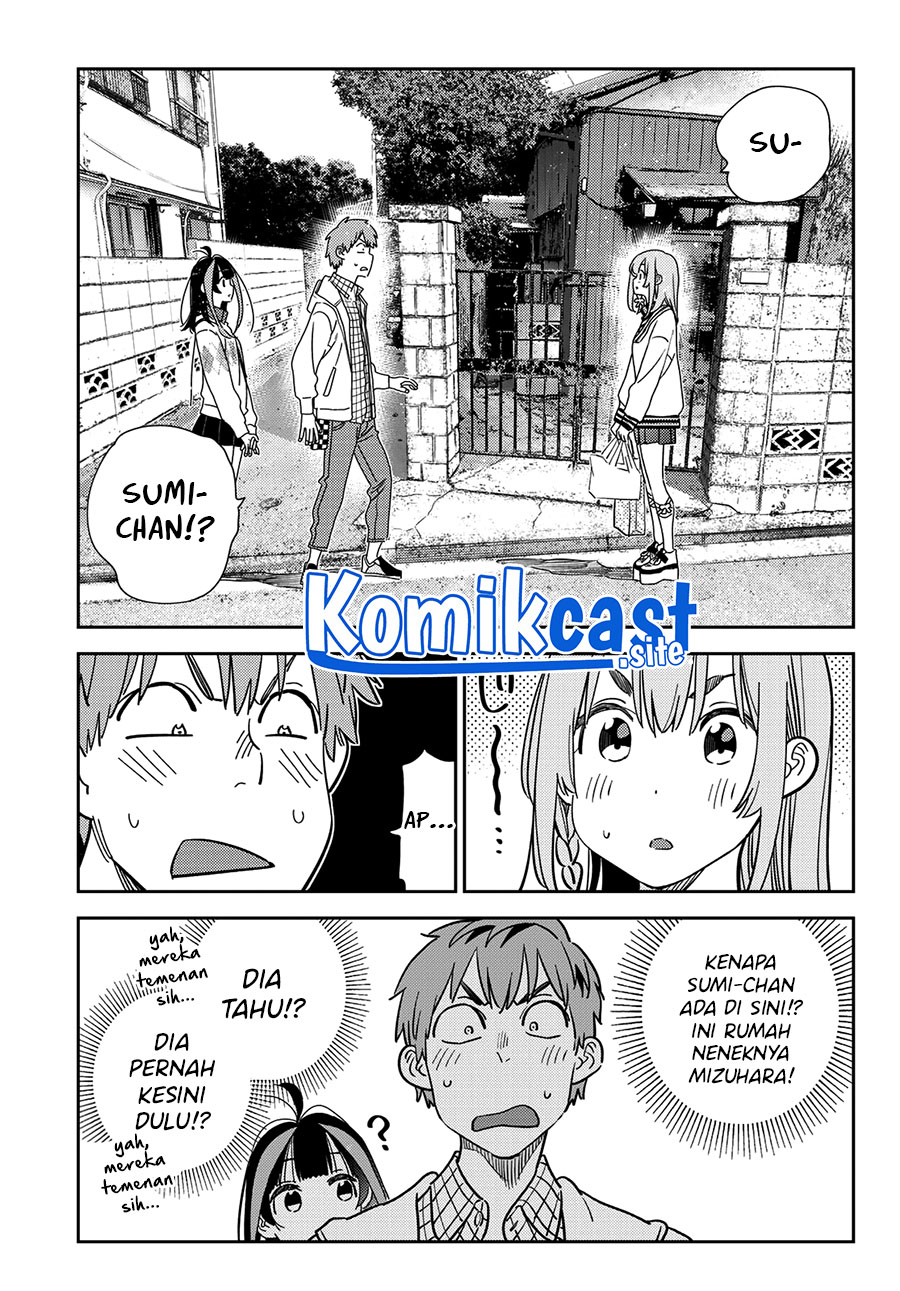 SU-
SUMI-
CHAN!?
Komikcast
.site
じ〜〜…
AP...
KENAPA
SUMI-CHAN
ADA DI SINI!?
INI RUMAH
NENEKNYA
MIZUHARA!
DIA
TAHU!?
yah,
mereka
temenan
sih...
DIA
PERNAH
KESINI
DULU!?
yah,
mereka
temenan
sih...
?